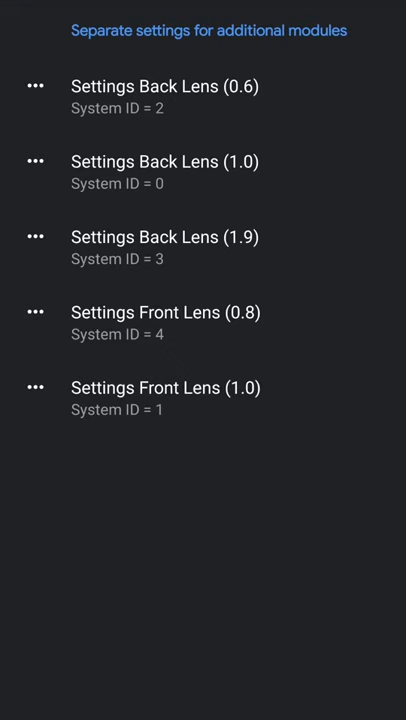 Separate settings for additional modules
Settings Back Lens (0.6)
System ID = 2
Settings Back Lens (1.0)
System ID = 0
Settings Back Lens (1.9)
System ID = 3
Settings Front Lens (0.8)
System ID = 4
Settings Front Lens (1.0)
System ID = 1